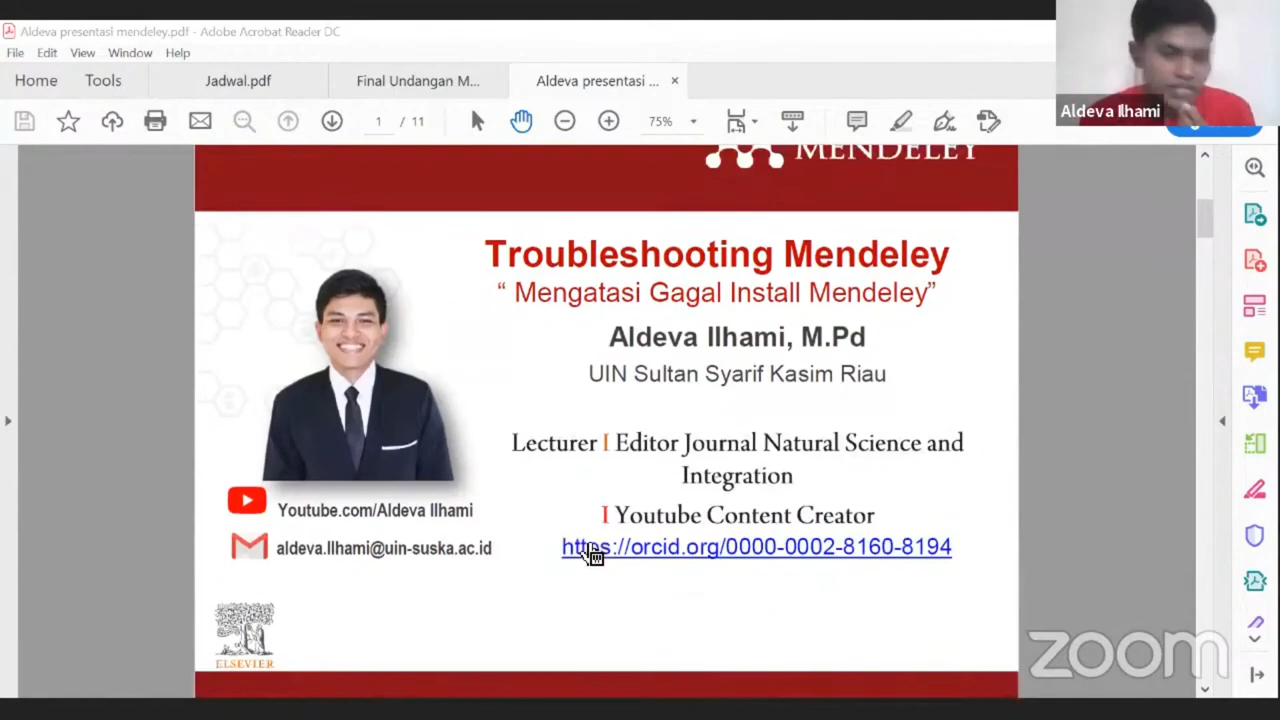 Aldeva presentasi mendeley.pdf - Adobe Acrobat Reader DC
File Edit View Window Help
Home Tools Jadwal.pdf Final Undangan M... Aldeva presentasi ... ×
1 / 11 75%
Aldeva Ilhami
MENDELEY
Troubleshooting Mendeley
“ Mengatasi Gagal Install Mendeley”
Aldeva Ilhami, M.Pd
UIN Sultan Syarif Kasim Riau
Lecturer I Editor Journal Natural Science and
Integration
I Youtube Content Creator
https://orcid.org/0000-0002-8160-8194
Youtube.com/Aldeva Ilhami
aldeva.Ilhami@uin-suska.ac.id
ELSEVIER
zoom